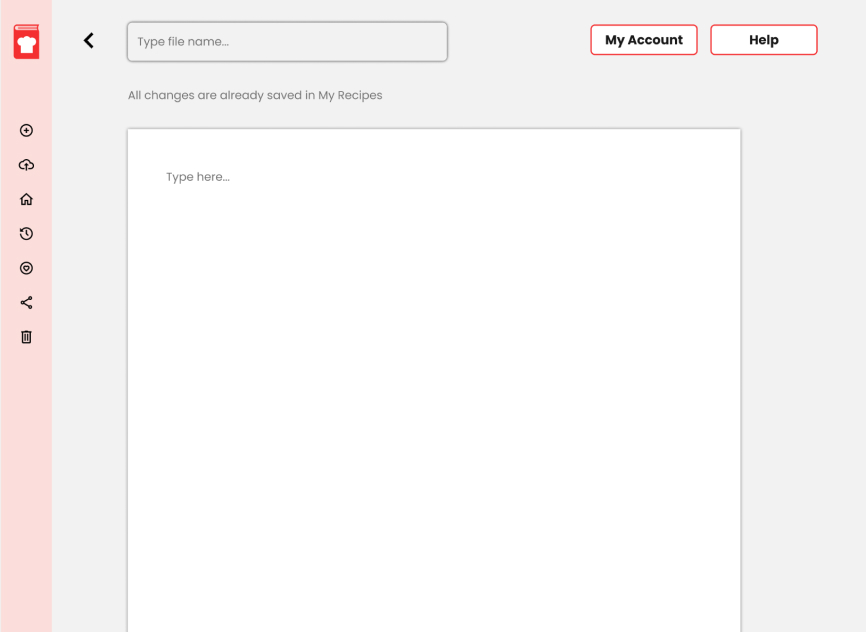 Type file name...
My Account
Help
All changes are already saved in My Recipes
Type here...